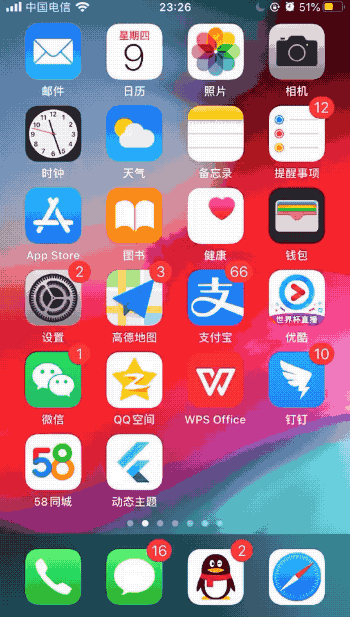 中国电信 23:26 51%
星期四
9
邮件 日历 照片 相机
12
时钟 天气 备忘录 提醒事项
App Store 图书 健康 钱包
2 3 66
世界杯直播
设置 高德地图 支付宝 优酷
1 10
微信 QQ空间 WPS Office 钉钉
58
58同城 动态主题
16 2